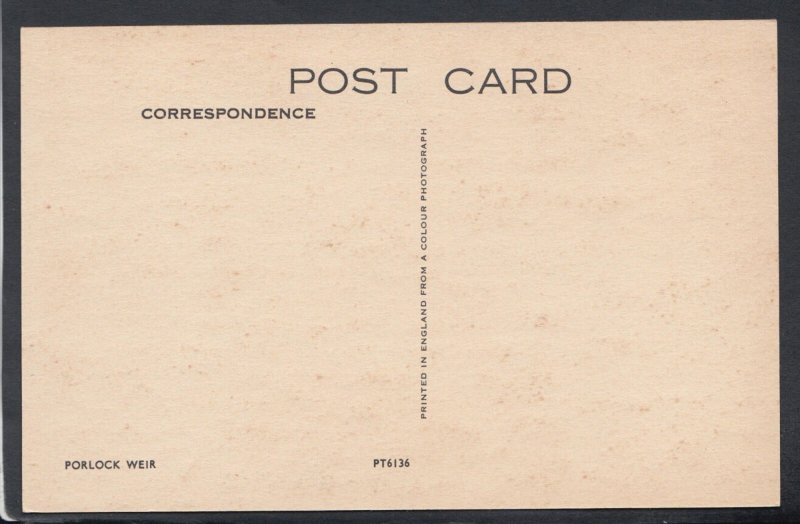 POST CARD
CORRESPONDENCE
PRINTED IN ENGLAND FROM A COLOUR PHOTOGRAPH
PORLOCK WEIR
PT6136